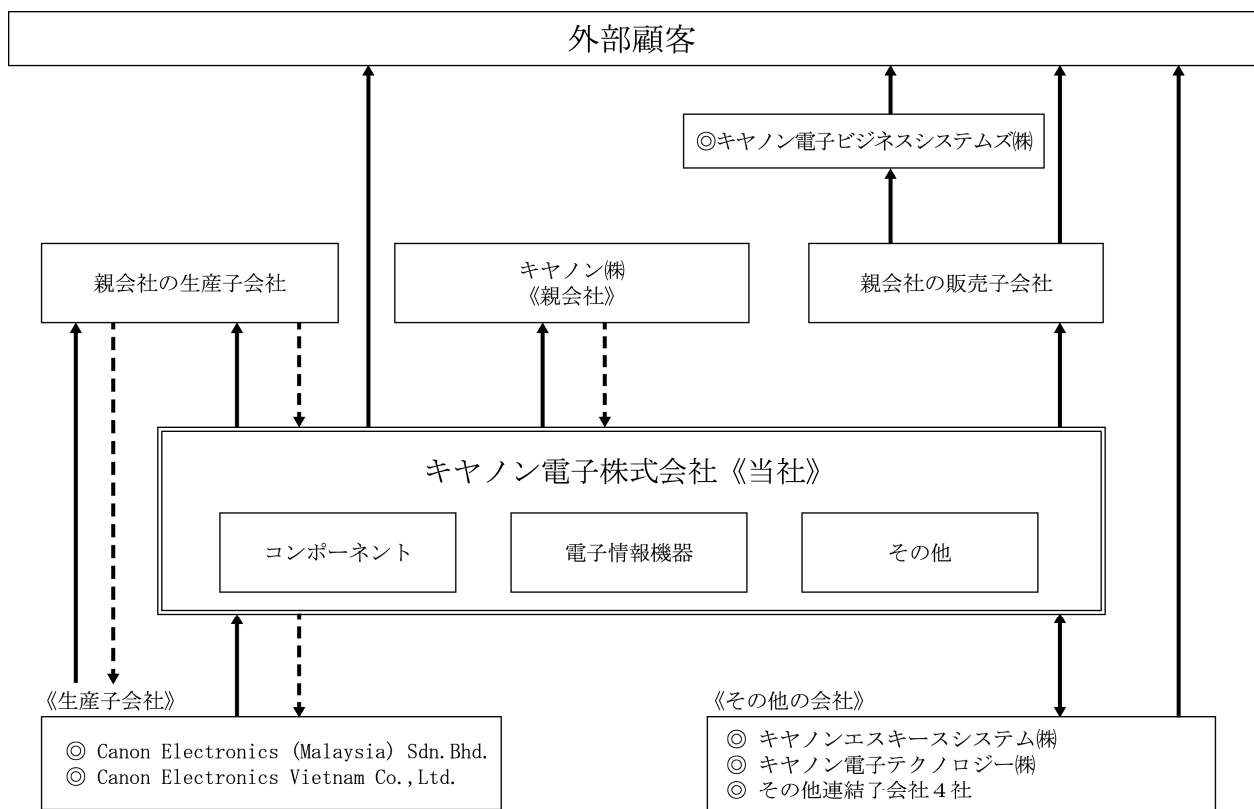 外部顧客
◎キヤノン電子ビジネスシステムズ㈱
親会社の生産子会社
キヤノン㈱
《親会社》
親会社の販売子会社
キヤノン電子株式会社《当社》
コンポーネント
電子情報機器
その他
《生産子会社》
◎ Canon Electronics (Malaysia) Sdn.Bhd.
◎ Canon Electronics Vietnam Co.,Ltd.
《その他の会社》
◎ キヤノンエスキースシステム㈱
◎ キヤノン電子テクノロジー㈱
◎ その他連結子会社４社